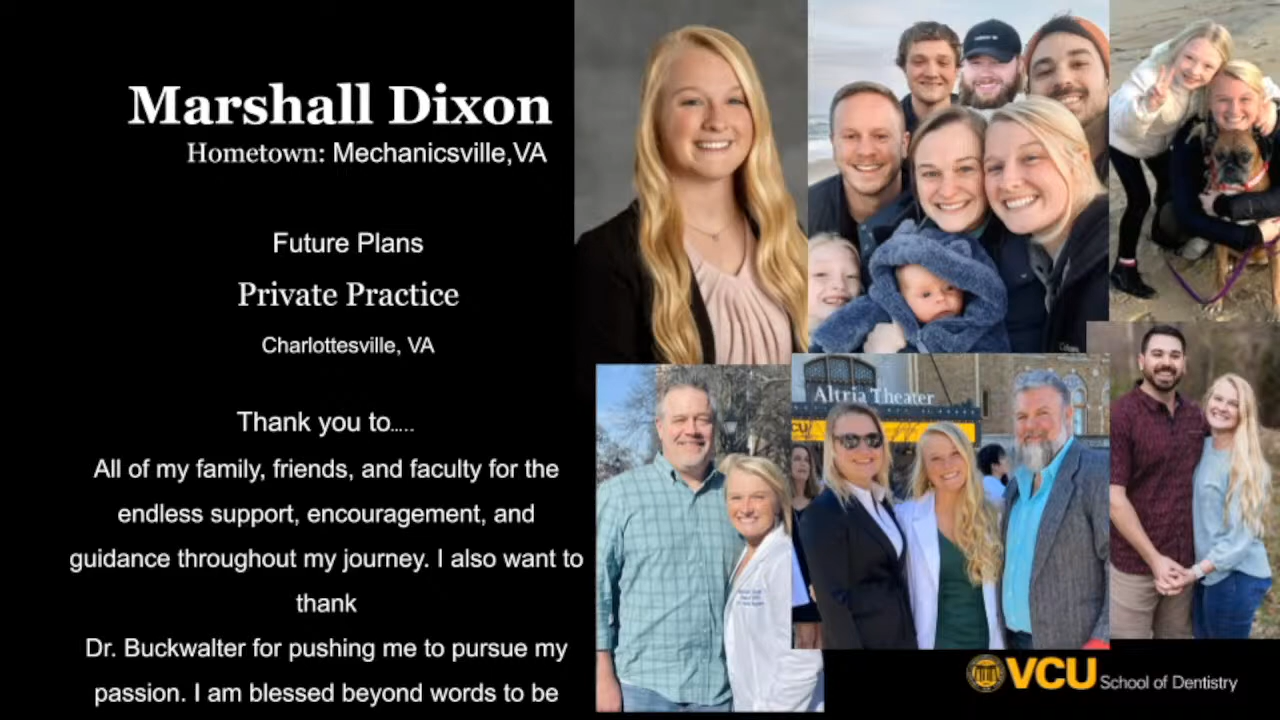 Marshall Dixon
Hometown: Mechanicsville,VA
Future Plans
Private Practice
Charlottesville, VA
Thank you to.....
All of my family, friends, and faculty for the
endless support, encouragement, and
guidance throughout my journey. I also want to
thank
Dr. Buckwalter for pushing me to pursue my
passion. I am blessed beyond words to be
Altria Theater
VCU School of Dentistry